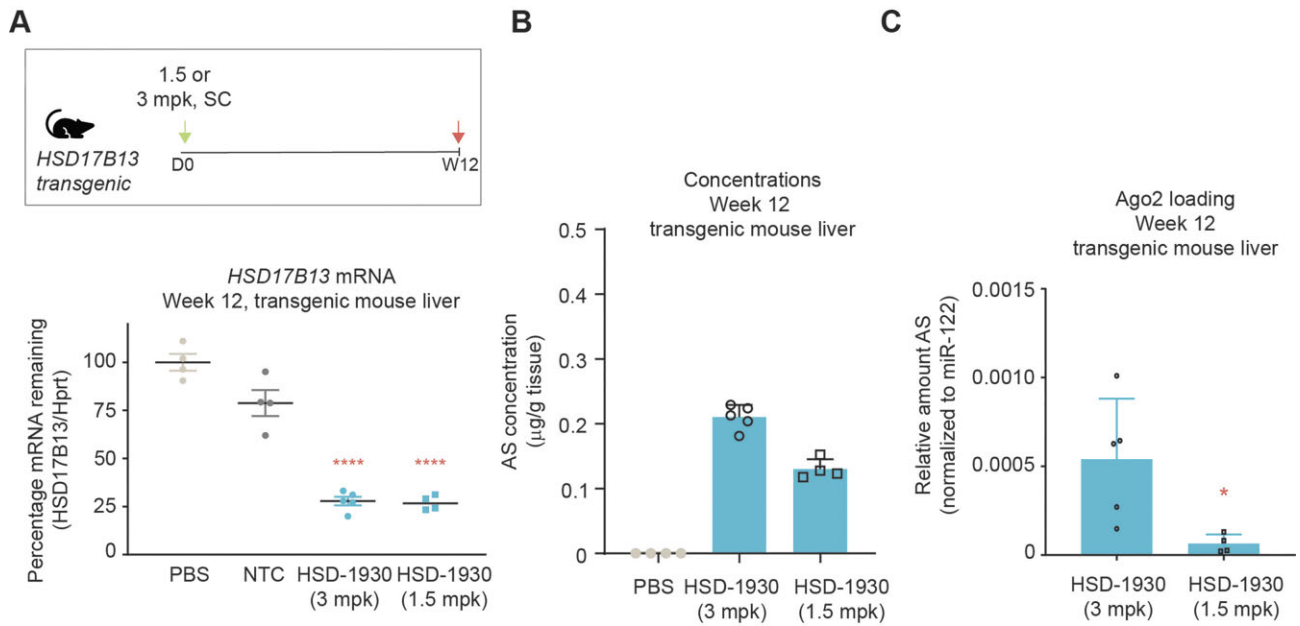 A
1.5 or
3 mpk, SC
HSD17B13
transgenic
D0
W12
HSD17B13 mRNA
Week 12, transgenic mouse liver
Percentage mRNA remaining
(HSD17B13/Hprt)
100
75
50
25
0
****
****
PBS
NTC
HSD-1930
(3 mpk)
HSD-1930
(1.5 mpk)
B
Concentrations
Week 12
transgenic mouse liver
AS concentration
(µg/g tissue)
0.5
0.4
0.3
0.2
0.1
0
PBS
HSD-1930
(3 mpk)
HSD-1930
(1.5 mpk)
C
Ago2 loading
Week 12
transgenic mouse liver
Relative amount AS
(normalized to miR-122)
0.0015
0.0010
0.0005
0
*
HSD-1930
(3 mpk)
HSD-1930
(1.5 mpk)